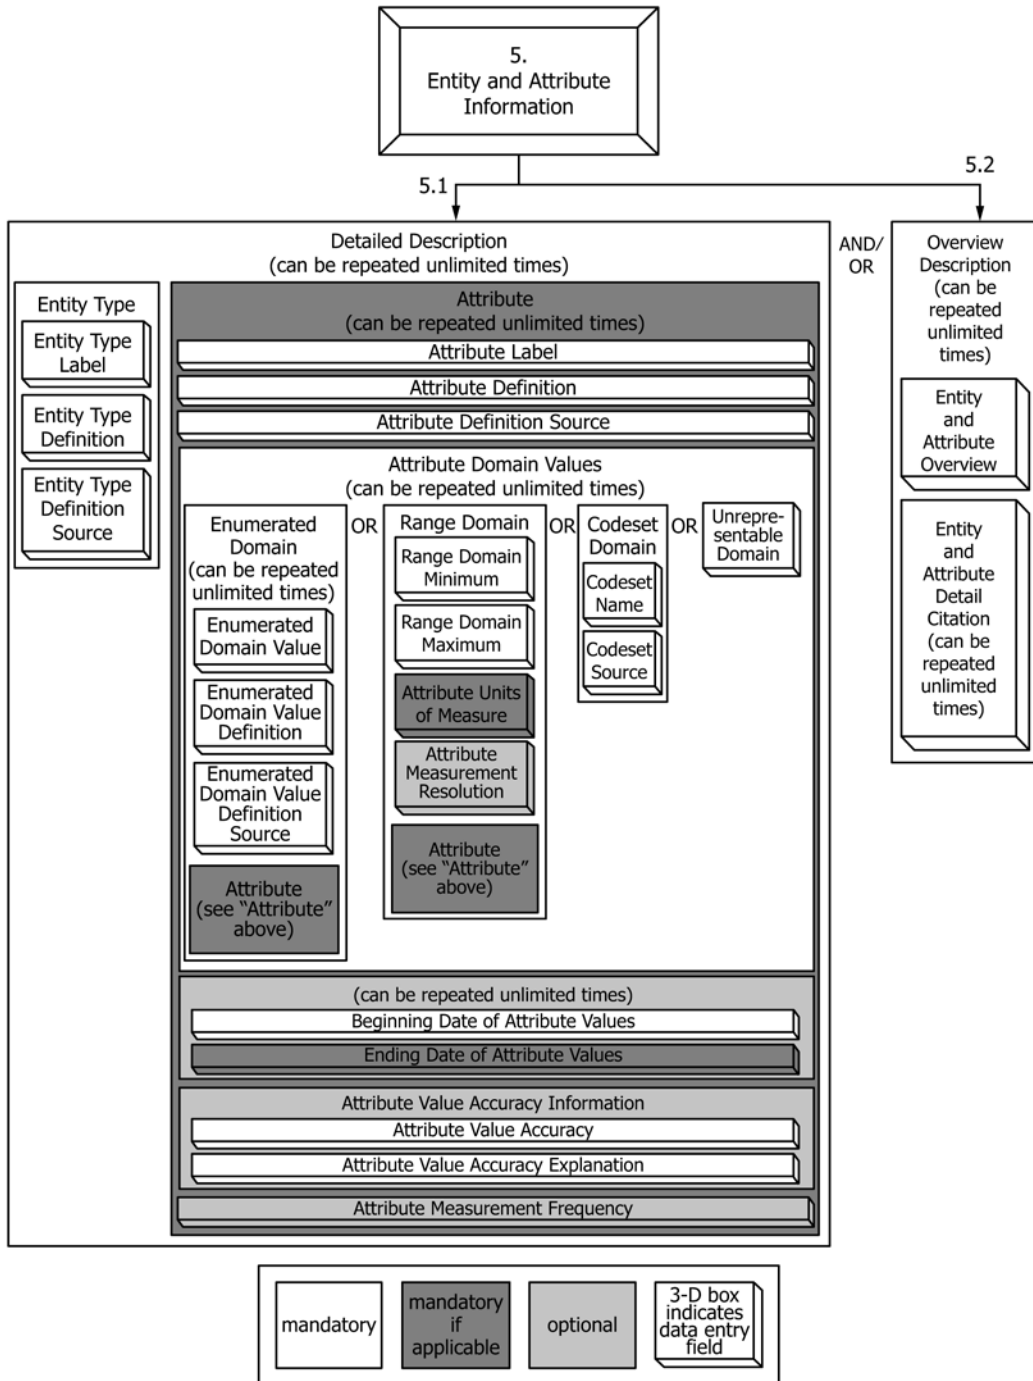 5.
Entity and Attribute
Information
5.1
5.2
Detailed Description
(can be repeated unlimited times)
AND/
OR
Overview
Description
(can be
repeated
unlimited
times)
Entity Type
Entity Type
Label
Entity Type
Definition
Entity Type
Definition
Source
Attribute
(can be repeated unlimited times)
Attribute Label
Attribute Definition
Attribute Definition Source
Attribute Domain Values
(can be repeated unlimited times)
Enumerated
Domain
(can be repeated
unlimited times)
Enumerated
Domain Value
Enumerated
Domain Value
Definition
Enumerated
Domain Value
Definition
Source
Attribute
(see “Attribute”
above)
OR
Range Domain
Range Domain
Minimum
Range Domain
Maximum
Attribute Units
of Measure
Attribute
Measurement
Resolution
Attribute
(see “Attribute”
above)
OR
Codeset
Domain
Codeset
Name
Codeset
Source
OR
Unrepre-
sentable
Domain
(can be repeated unlimited times)
Beginning Date of Attribute Values
Ending Date of Attribute Values
Attribute Value Accuracy Information
Attribute Value Accuracy
Attribute Value Accuracy Explanation
Attribute Measurement Frequency
Entity
and
Attribute
Overview
Entity
and
Attribute
Detail
Citation
(can be
repeated
unlimited
times)
mandatory
mandatory
if
applicable
optional
3-D box
indicates
data entry
field